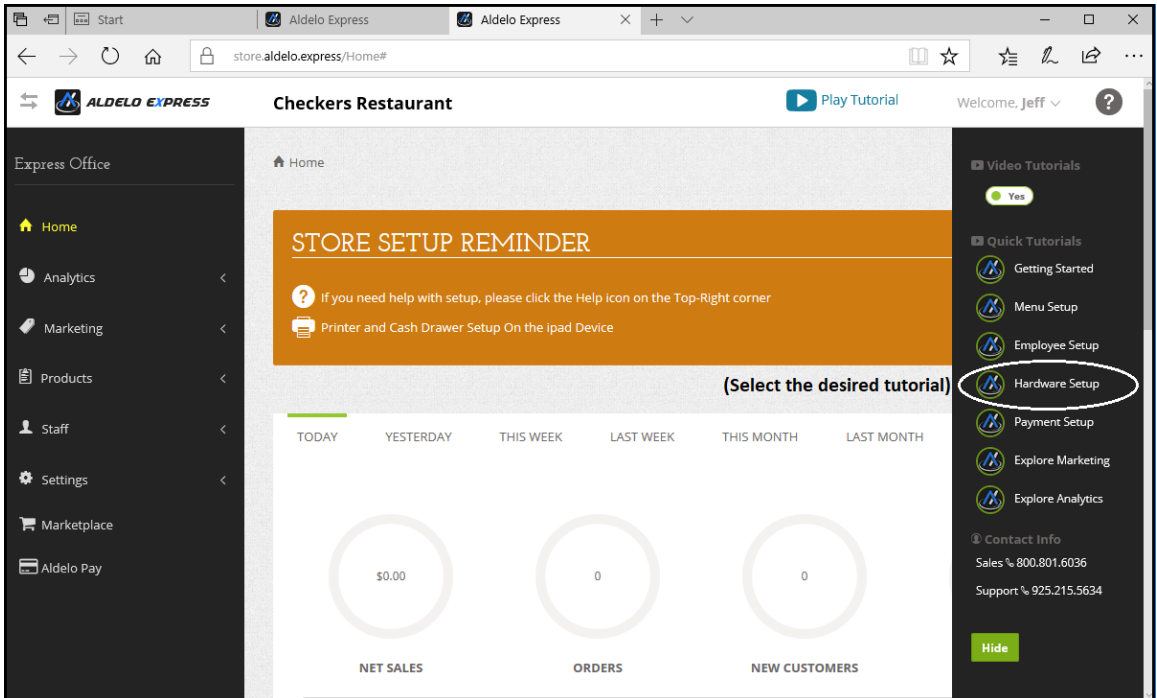 Start
Aldelo Express
Aldelo Express
store.aldelo.express/Home#
ALDELO EXPRESS
Checkers Restaurant
Play Tutorial
Welcome, Jeff
?
Express Office
Home
Analytics
Marketing
Products
Staff
Settings
Marketplace
Aldelo Pay
Home
STORE SETUP REMINDER
? If you need help with setup, please click the Help icon on the Top-Right corner
Printer and Cash Drawer Setup On the ipad Device
(Select the desired tutorial)
TODAY YESTERDAY THIS WEEK LAST WEEK THIS MONTH LAST MONTH
$0.00 0 0
NET SALES ORDERS NEW CUSTOMERS
Video Tutorials
Yes
Quick Tutorials
Getting Started
Menu Setup
Employee Setup
Hardware Setup
Payment Setup
Explore Marketing
Explore Analytics
Contact Info
Sales 800.801.6036
Support 925.215.5634
Hide